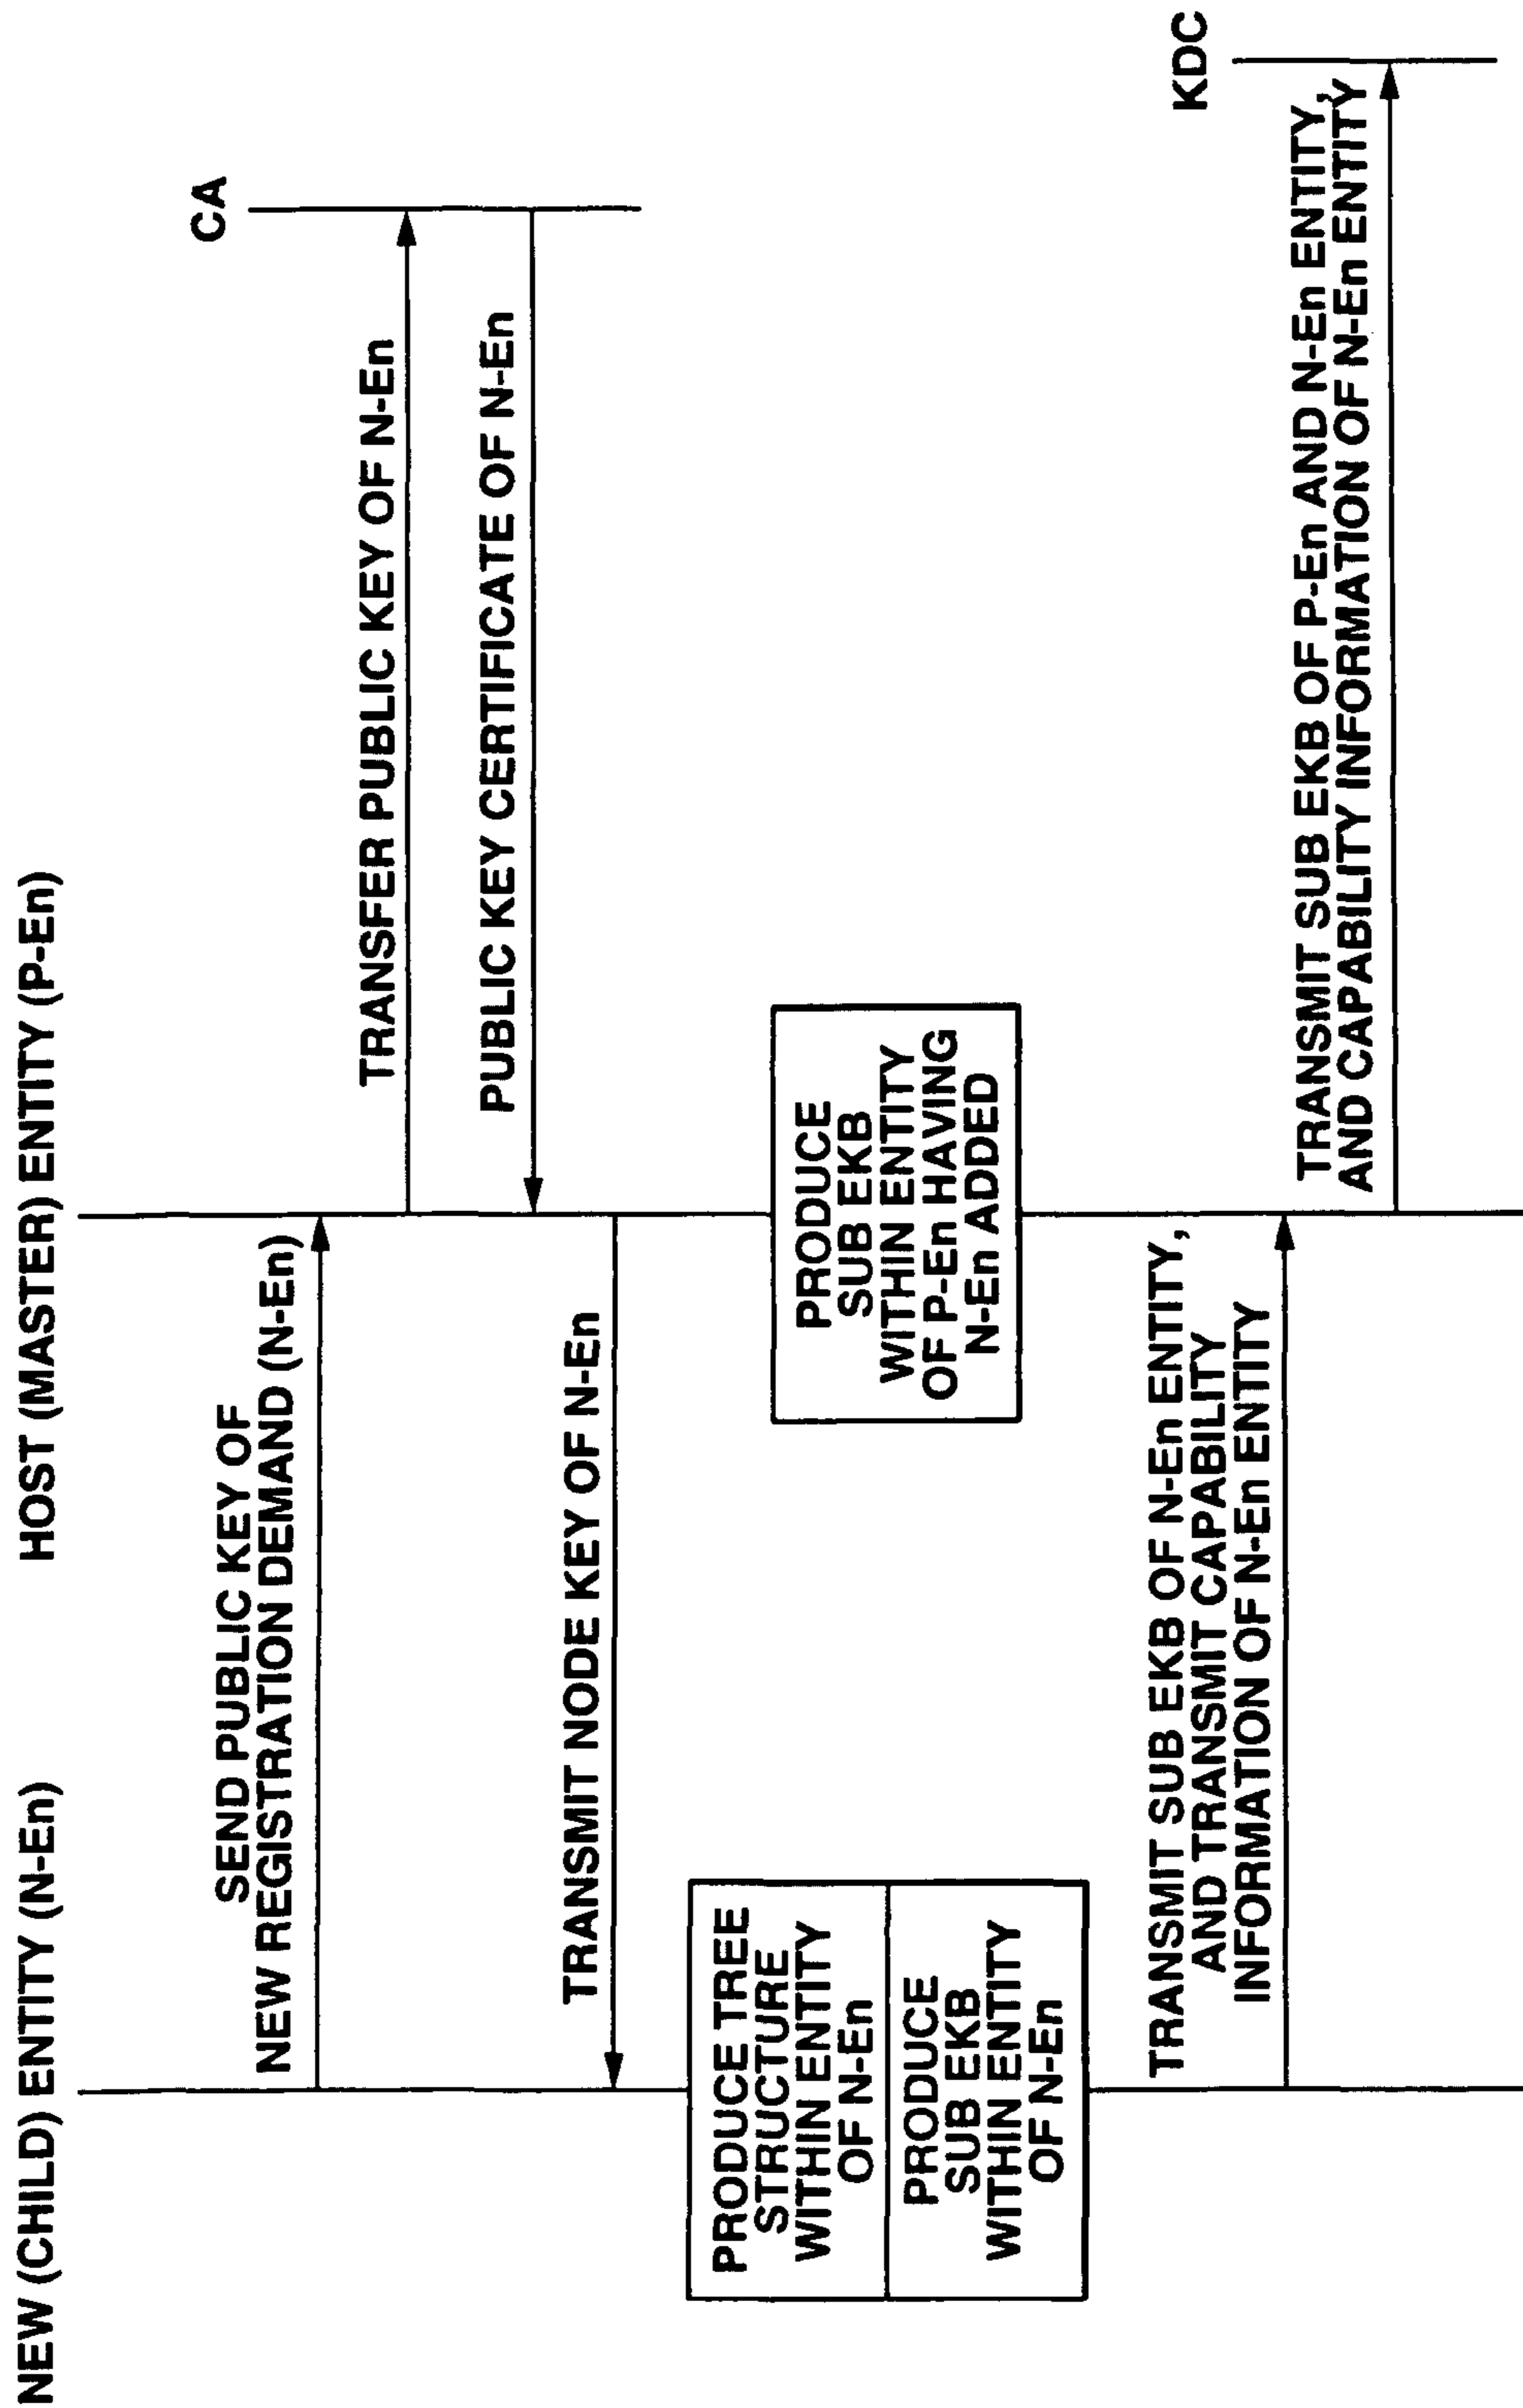 NEW (CHILD) ENTITY (N-En)
HOST (MASTER) ENTITY (P-En)
CA
SEND PUBLIC KEY OF
NEW REGISTRATION DEMAND (N-En)
TRANSFER PUBLIC KEY OF N-En
PUBLIC KEY CERTIFICATE OF N-En
TRANSMIT NODE KEY OF N-En
PRODUCE TREE
STRUCTURE
WITHIN ENTITY
OF N-En
PRODUCE
SUB EKB
WITHIN ENTITY
OF N-En
PRODUCE
SUB EKB
WITHIN ENTITY
OF P-En HAVING
N-En ADDED
TRANSMIT SUB EKB OF N-En ENTITY,
AND TRANSMIT CAPABILITY
INFORMATION OF N-En ENTITY
KDC
TRANSMIT SUB EKB OF P-En AND N-En ENTITY,
AND CAPABILITY INFORMATION OF N-En ENTITY